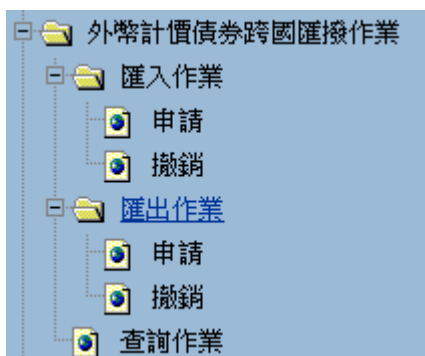 外幣計價債券跨國匯撥作業
匯入作業
申請
撤銷
匯出作業
申請
撤銷
查詢作業